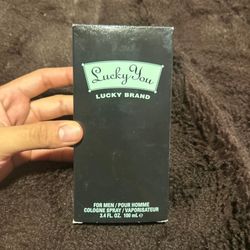 Lucky You
LUCKY BRAND
FOR MEN / POUR HOMME
COLOGNE SPRAY / VAPORISATEUR
3.4 FL. OZ. 100 mL ℮